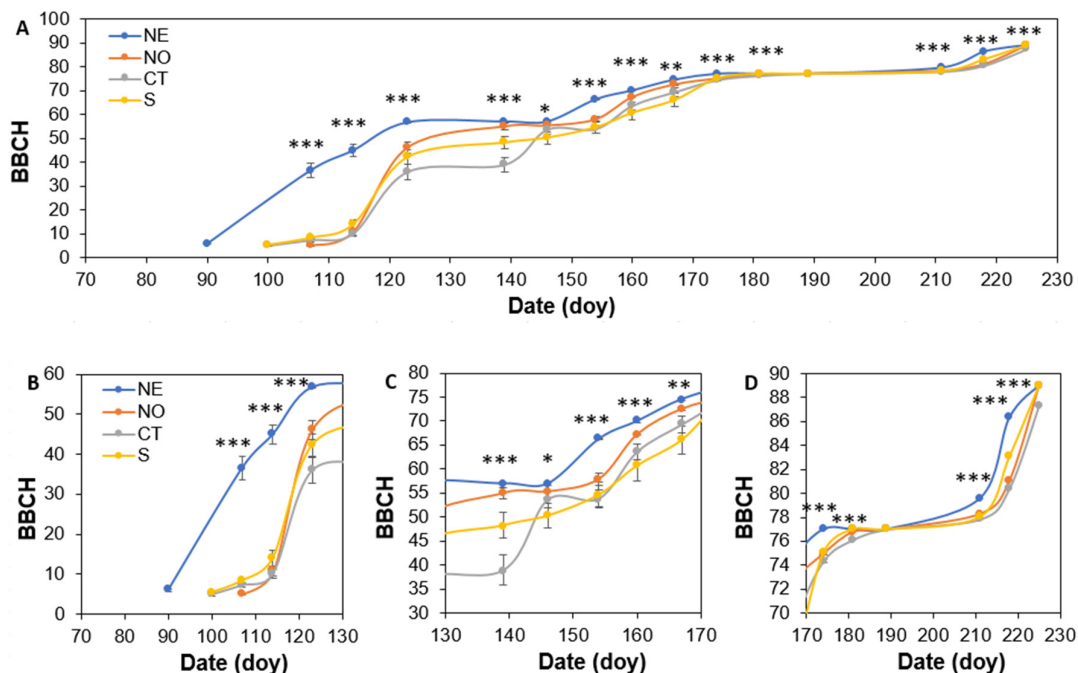 A
100
90
80
70
60
50
40
30
20
10
0
BBCH
NE
NO
CT
S
*** *** *** *** * *** *** ** *** *** *** ***
70 80 90 100 110 120 130 140 150 160 170 180 190 200 210 220 230
Date (doy)
B
60
50
40
30
20
10
0
BBCH
NE
NO
CT
S
*** *** ***
70 80 90 100 110 120 130
Date (doy)
C
80
75
70
65
60
55
50
45
40
35
30
BBCH
*** * *** *** **
130 140 150 160 170
Date (doy)
D
90
88
86
84
82
80
78
76
74
72
70
BBCH
*** *** *** *** ***
170 180 190 200 210 220 230
Date (doy)